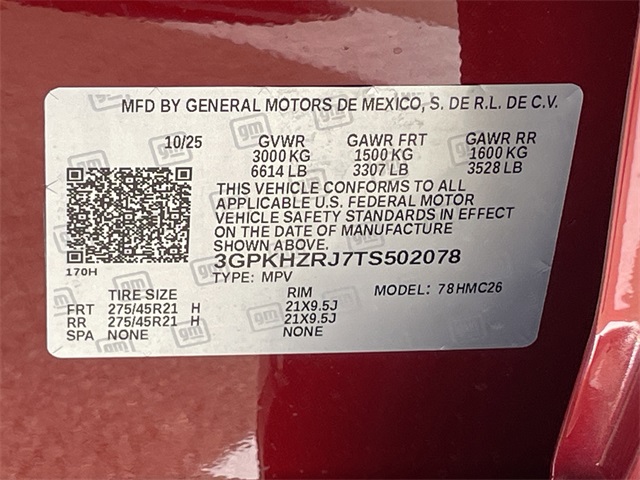 MFD BY GENERAL MOTORS DE MEXICO, S. DE R.L. DE C.V.
10/25 GVWR GAWR FRT GAWR RR
3000 KG 1500 KG 1600 KG
6614 LB 3307 LB 3528 LB
THIS VEHICLE CONFORMS TO ALL
APPLICABLE U.S. FEDERAL MOTOR
VEHICLE SAFETY STANDARDS IN EFFECT
ON THE DATE OF MANUFACTURE
SHOWN ABOVE.
3GPKHZRJ7TS502078
170H
TYPE: MPV
TIRE SIZE RIM MODEL: 78HMC26
FRT 275/45R21 H 21X9.5J
RR 275/45R21 H 21X9.5J
SPA NONE NONE